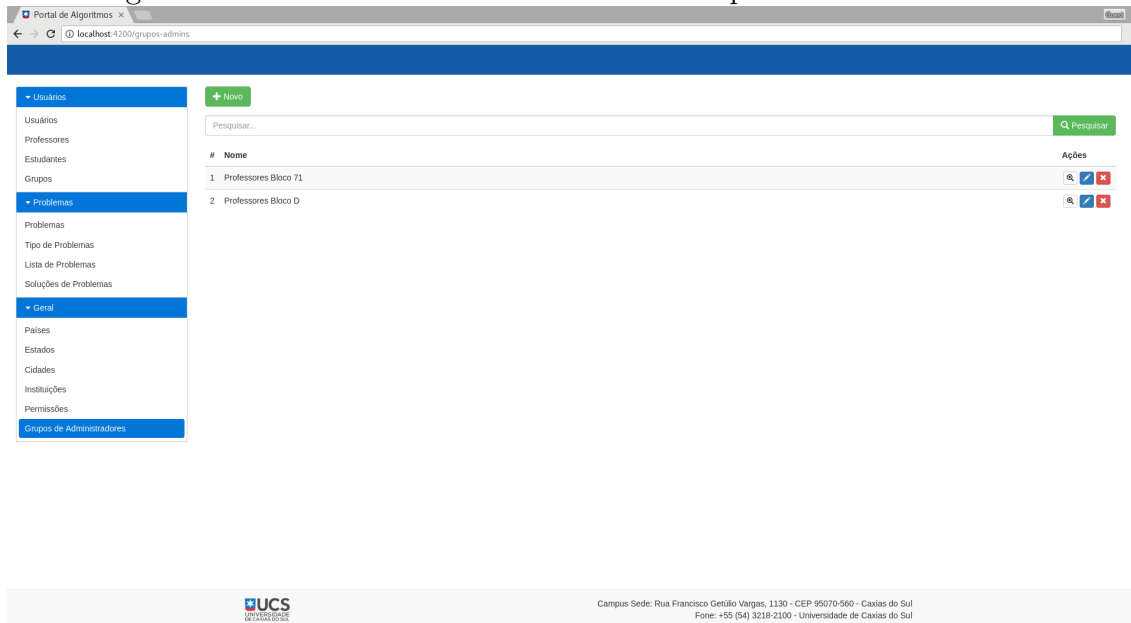 Portal de Algoritmos ×
Guest
localhost:4200/grupos-admins
Usuários
Usuários
Professores
Estudantes
Grupos
Problemas
Problemas
Tipo de Problemas
Lista de Problemas
Soluções de Problemas
Geral
Países
Estados
Cidades
Instituições
Permissões
Grupos de Administradores
Novo
Pesquisar...
Pesquisar
# Nome Ações
1 Professores Bloco 71
2 Professores Bloco D
UCS
UNIVERSIDADE
DE CAXIAS DO SUL
Campus Sede: Rua Francisco Getúlio Vargas, 1130 - CEP 95070-560 - Caxias do Sul
Fone: +55 (54) 3218-2100 - Universidade de Caxias do Sul